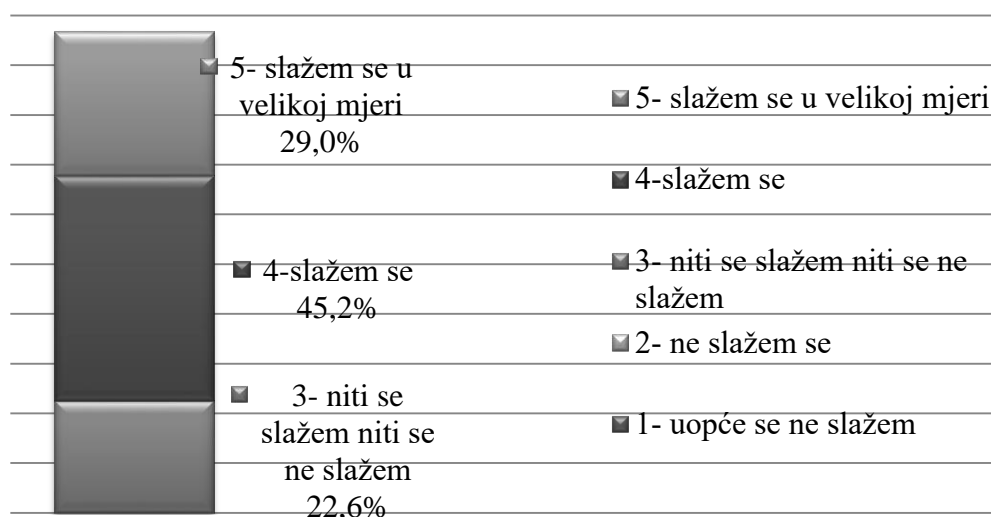 5- slažem se u
velikoj mjeri
29,0%
4-slažem se
45,2%
3- niti se
slažem niti se
ne slažem
22,6%
5- slažem se u velikoj mjeri
4-slažem se
3- niti se slažem niti se ne
slažem
2- ne slažem se
1- uopće se ne slažem